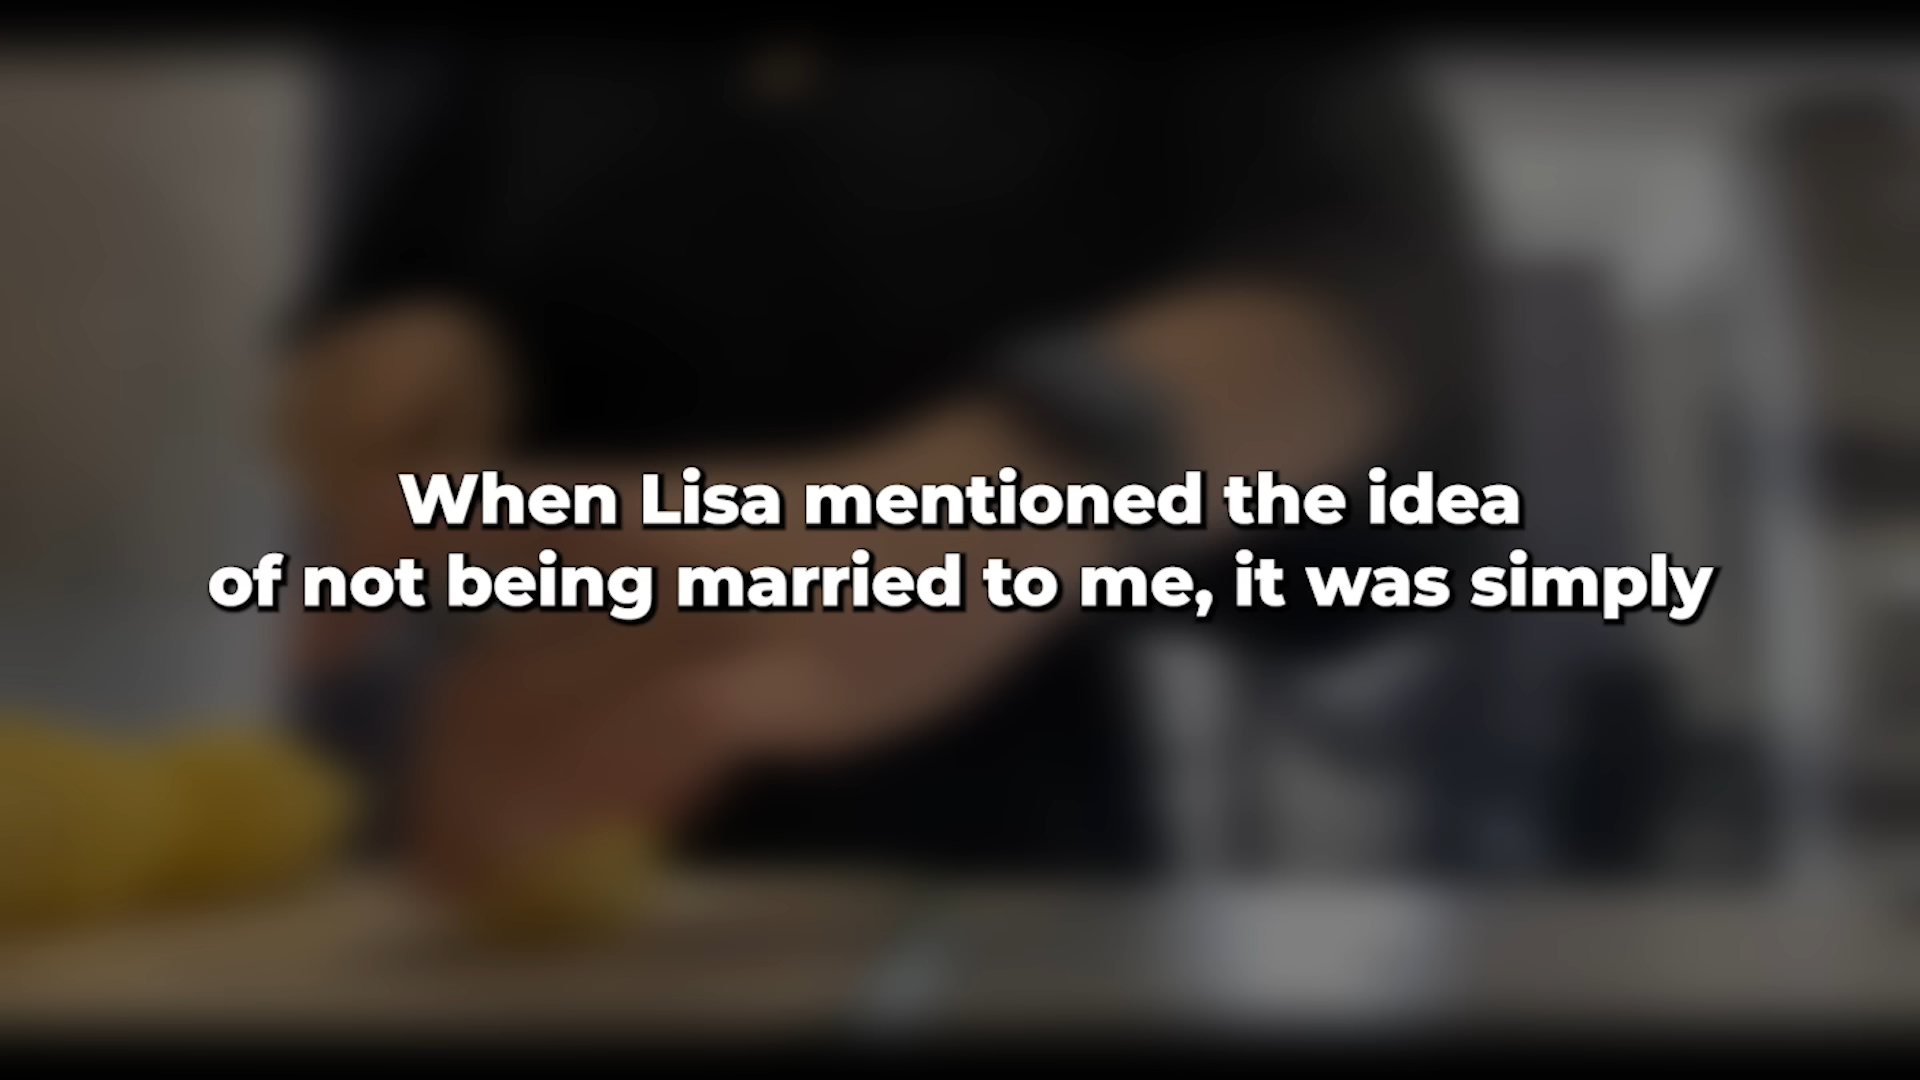 When Lisa mentioned the idea
of not being married to me, it was simply